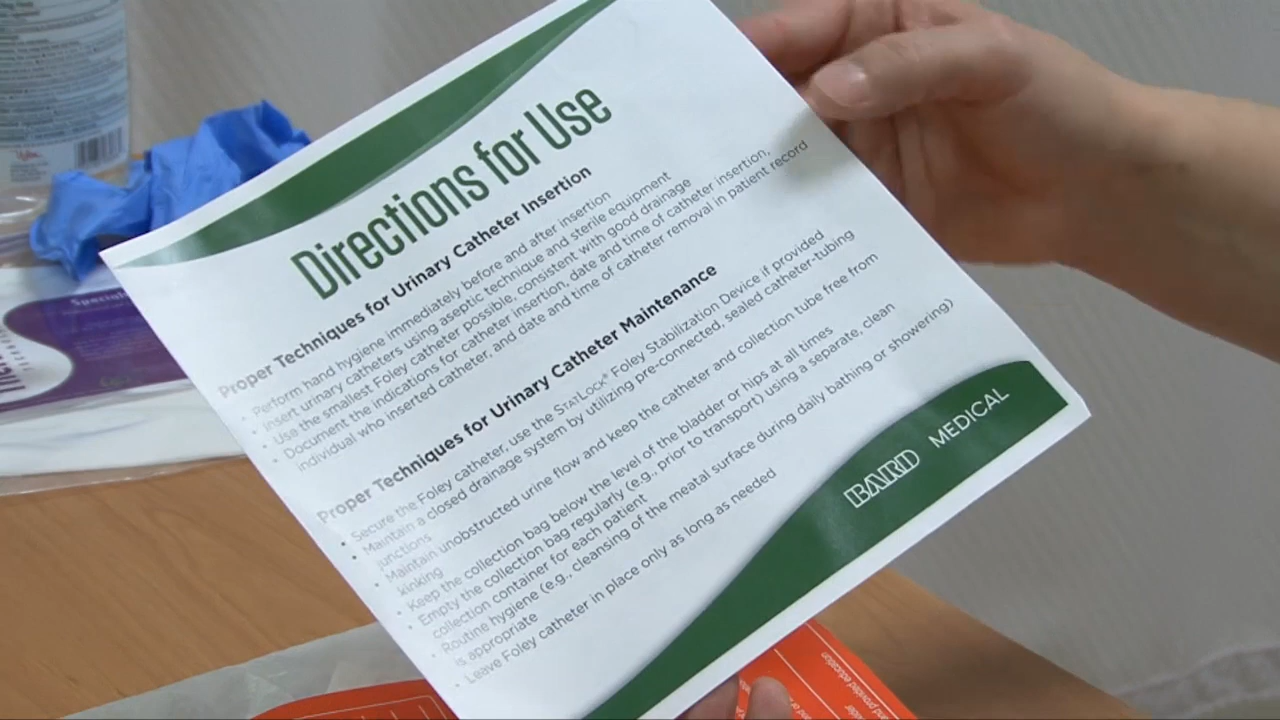 Directions for Use
Proper Techniques for Urinary Catheter Insertion
• Perform hand hygiene immediately before and after insertion
• Insert urinary catheters using aseptic technique and sterile equipment
• Use the smallest Foley catheter possible, consistent with good drainage
• Document the indications for catheter insertion, date and time of catheter insertion,
individual who inserted catheter, and date and time of catheter removal in patient record
Proper Techniques for Urinary Catheter Maintenance
• Secure the Foley catheter, use the STATLOCK® Foley Stabilization Device if provided
• Maintain a closed drainage system by utilizing pre-connected, sealed catheter-tubing
junctions
• Maintain unobstructed urine flow and keep the catheter and collection tube free from
kinking
• Keep the collection bag below the level of the bladder or hips at all times
• Empty the collection bag regularly (e.g., prior to transport) using a separate, clean
collection container for each patient
• Routine hygiene (e.g., cleansing of the meatal surface during daily bathing or showering)
is appropriate
• Leave Foley catheter in place only as long as needed
BARD MEDICAL
and provided education